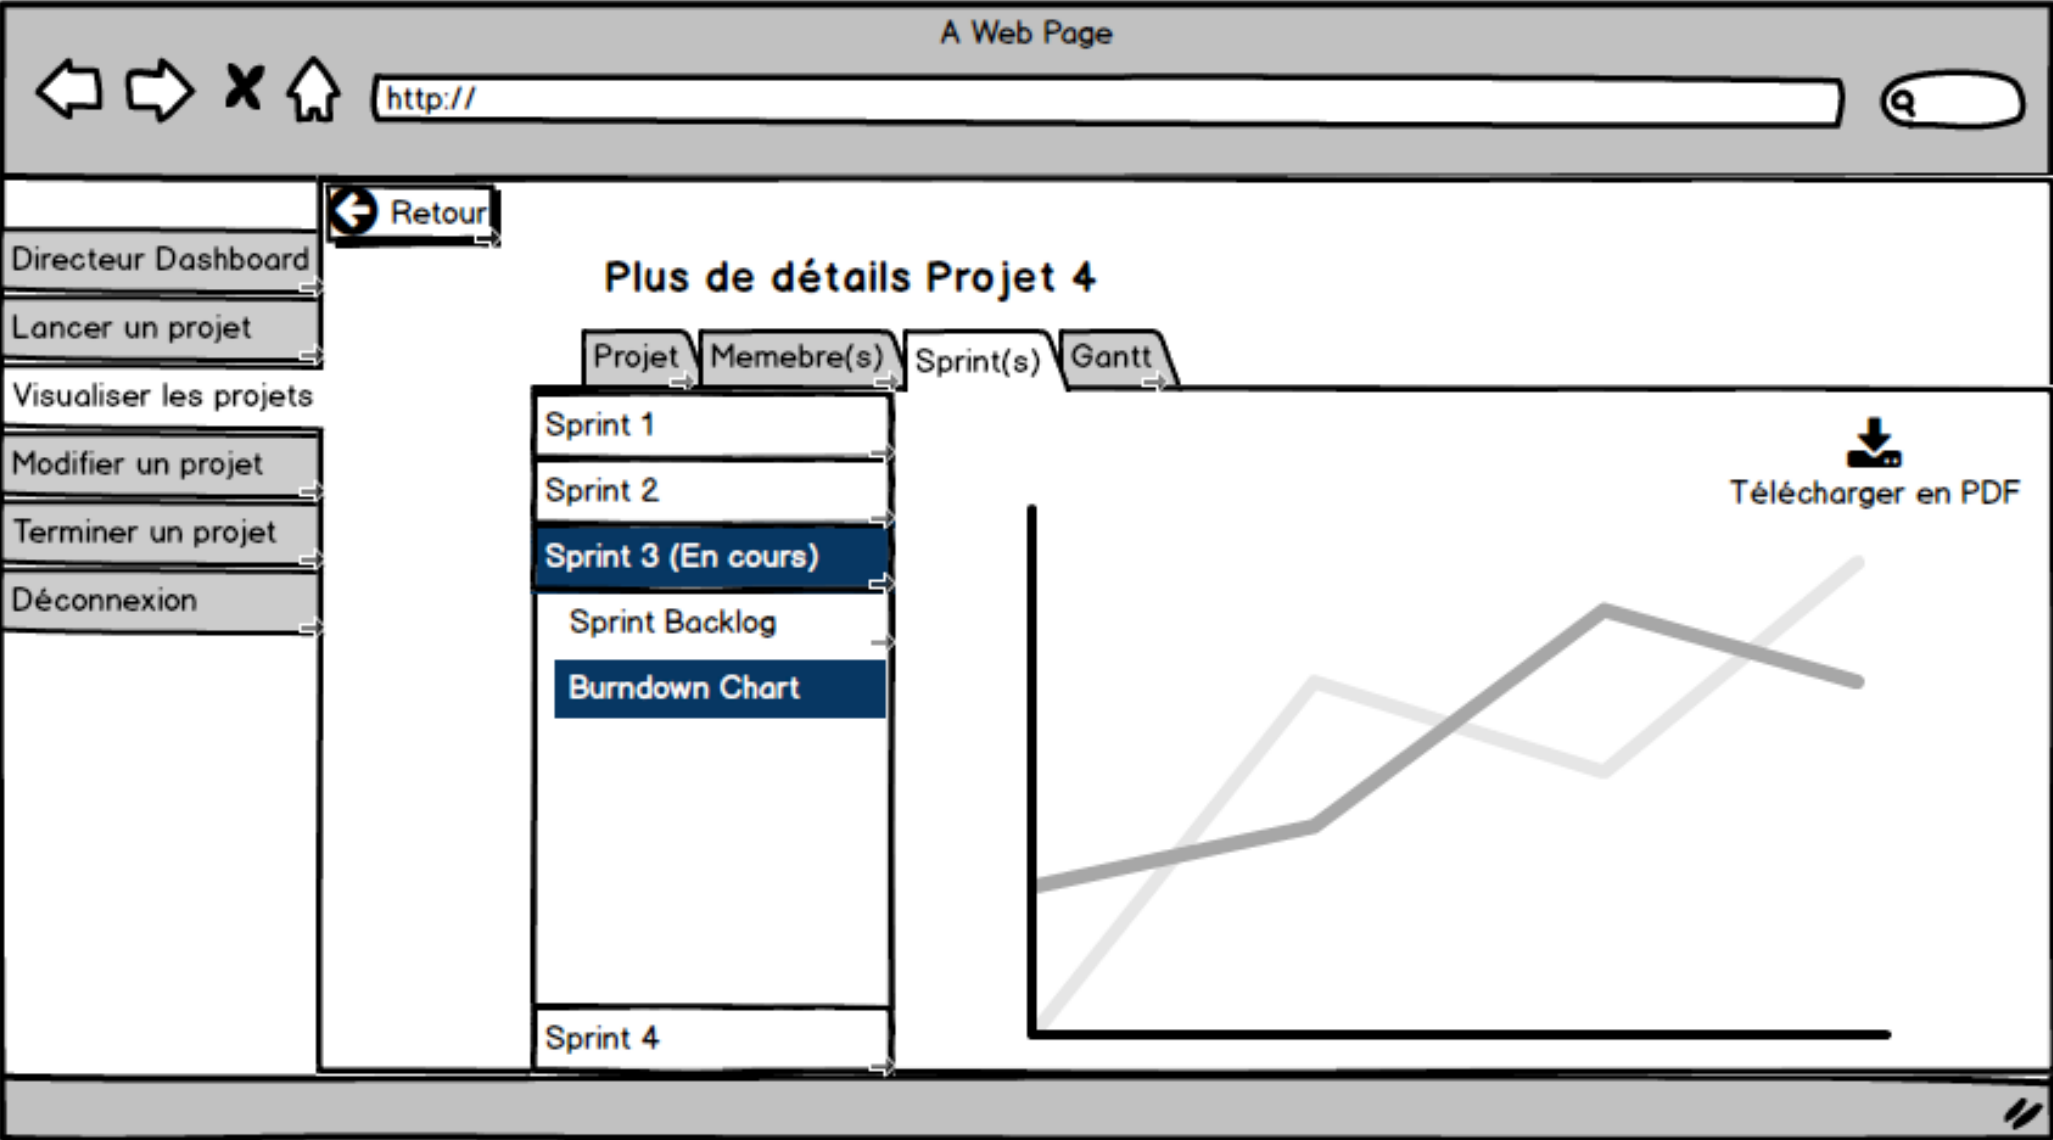 A Web Page
http://
Retour
Directeur Dashboard
Lancer un projet
Visualiser les projets
Modifier un projet
Terminer un projet
Déconnexion
Plus de détails Projet 4
Projet
Memebre(s)
Sprint(s)
Gantt
Sprint 1
Sprint 2
Sprint 3 (En cours)
Sprint Backlog
Burndown Chart
Sprint 4
Télécharger en PDF